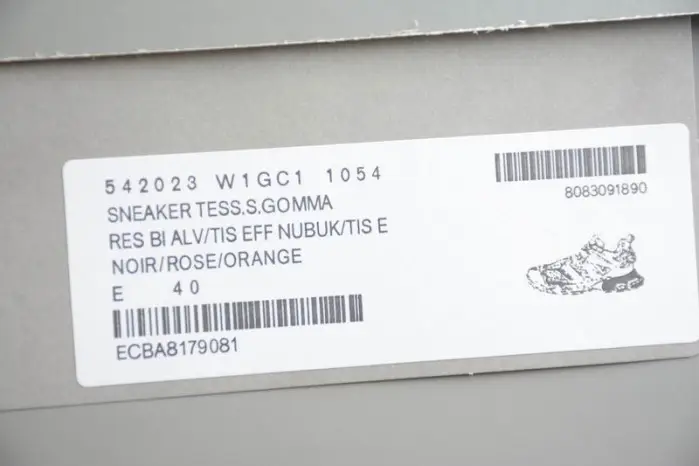 542023 W1GC1 1054
SNEAKER TESS.S.GOMMA
RES BI ALV/TIS EFF NUBUK/TIS E
NOIR/ROSE/ORANGE
E 40
ECBA8179081
8083091890